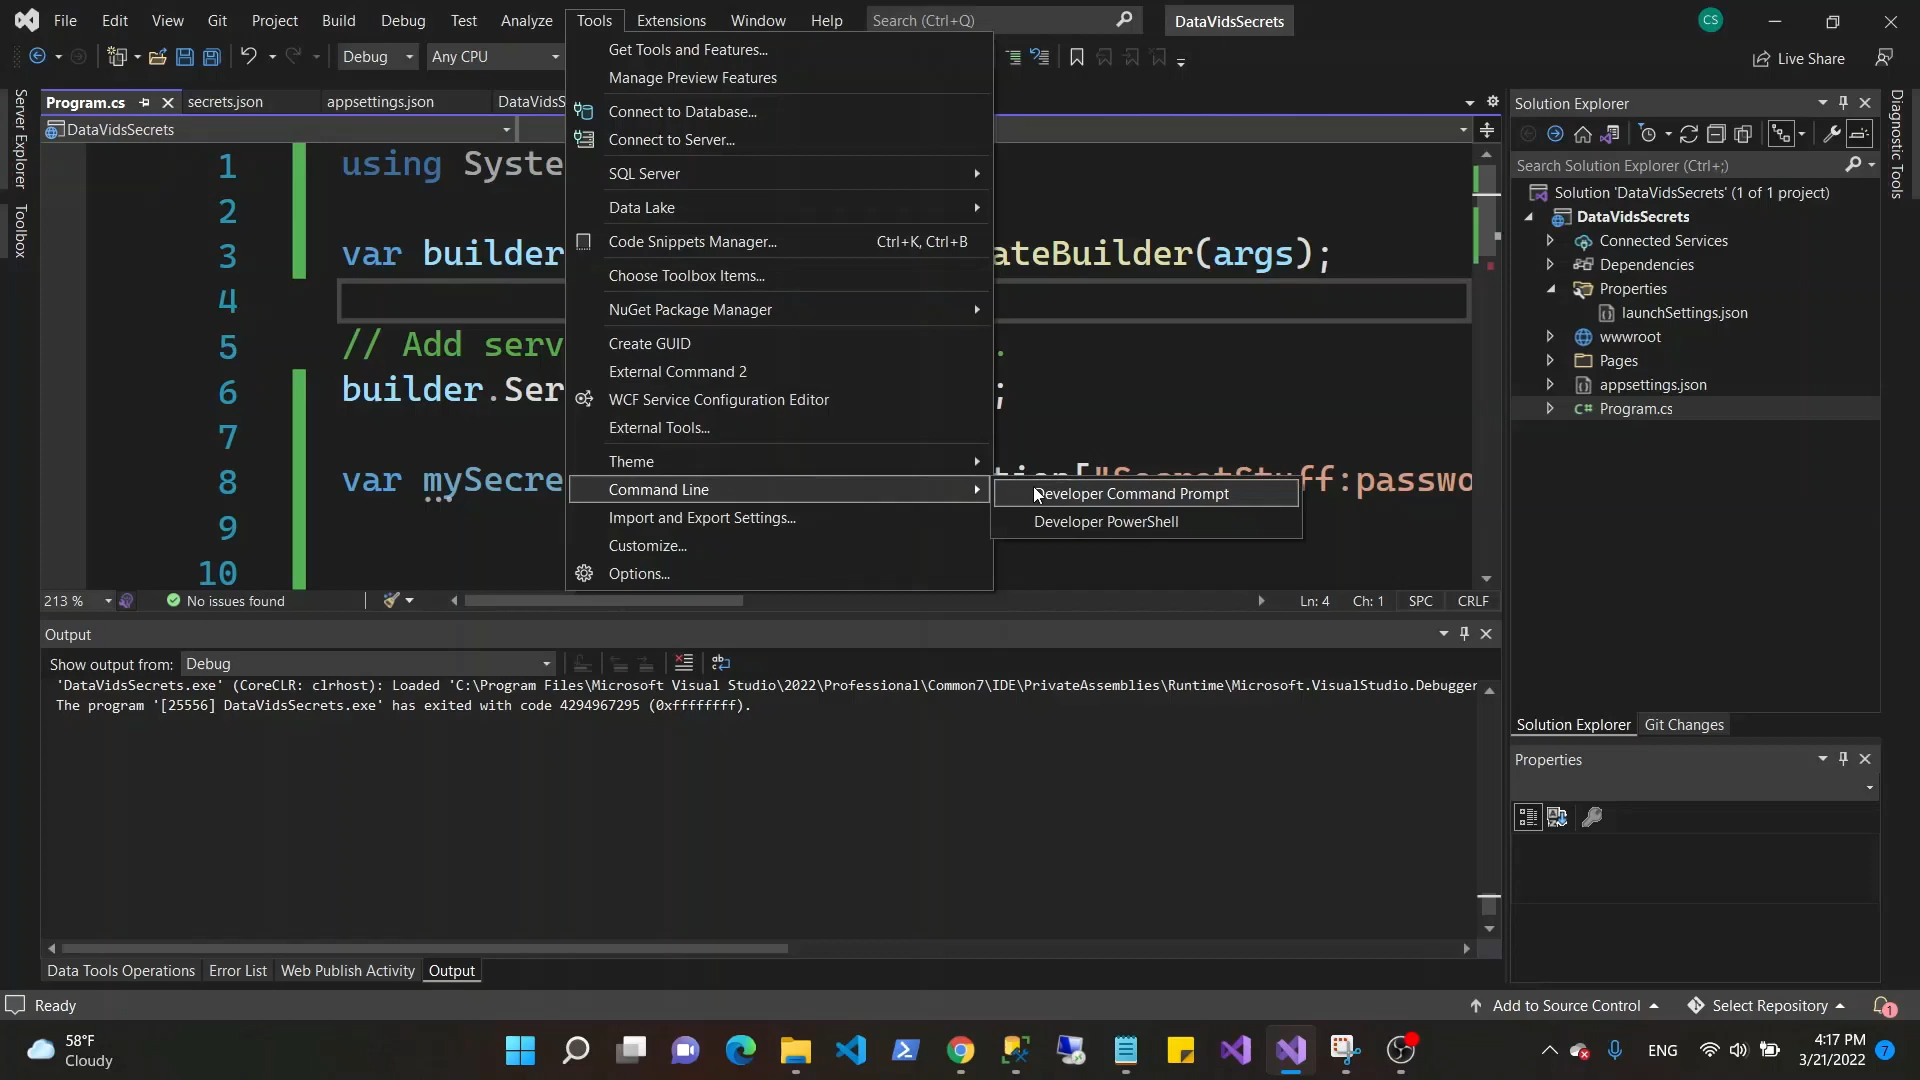 File Edit View Git Project Build Debug Test Analyze Tools Extensions Window Help Search (Ctrl+Q) DataVidsSecrets CS
Debug Any CPU Live Share
Get Tools and Features...
Manage Preview Features
Connect to Database...
Connect to Server...
SQL Server
Data Lake
Code Snippets Manager... Ctrl+K, Ctrl+B
Choose Toolbox Items...
NuGet Package Manager
Create GUID
External Command 2
WCF Service Configuration Editor
External Tools...
Theme
Command Line
Import and Export Settings...
Customize...
Options...
Developer Command Prompt
Developer PowerShell
Server Explorer
Toolbox
Program.cs secrets.json appsettings.json DataVidsS
DataVidsSecrets
1 using Syste
2
3 var builder ateBuilder(args);
4
5 // Add serv .
6 builder.Ser ;
7
8 var mySecre tion["SecretStuff:passwo
9
10
213 % No issues found Ln: 4 Ch: 1 SPC CRLF
Output
Show output from: Debug
'DataVidsSecrets.exe' (CoreCLR: clrhost): Loaded 'C:\Program Files\Microsoft Visual Studio\2022\Professional\Common7\IDE\PrivateAssemblies\Runtime\Microsoft.VisualStudio.Debugger
The program '[25556] DataVidsSecrets.exe' has exited with code 4294967295 (0xffffffff).
Data Tools Operations Error List Web Publish Activity Output
Solution Explorer
Search Solution Explorer (Ctrl+;)
Solution 'DataVidsSecrets' (1 of 1 project)
DataVidsSecrets
Connected Services
Dependencies
Properties
launchSettings.json
wwwroot
Pages
appsettings.json
C# Program.cs
Solution Explorer Git Changes
Properties
Diagnostic Tools
Ready Add to Source Control Select Repository 1
58°F
Cloudy
ENG
4:17 PM
3/21/2022
7